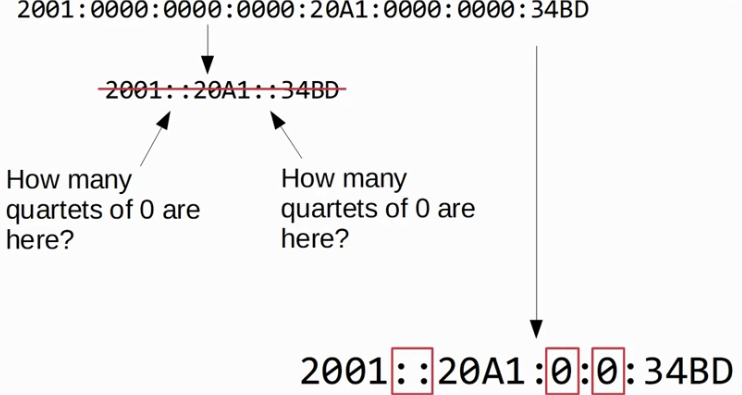 2001:0000:0000:0000:20A1:0000:0000:34BD
2001::20A1::34BD
How many
quartets of 0 are
here?
How many
quartets of 0 are
here?
2001::20A1:0:0:34BD